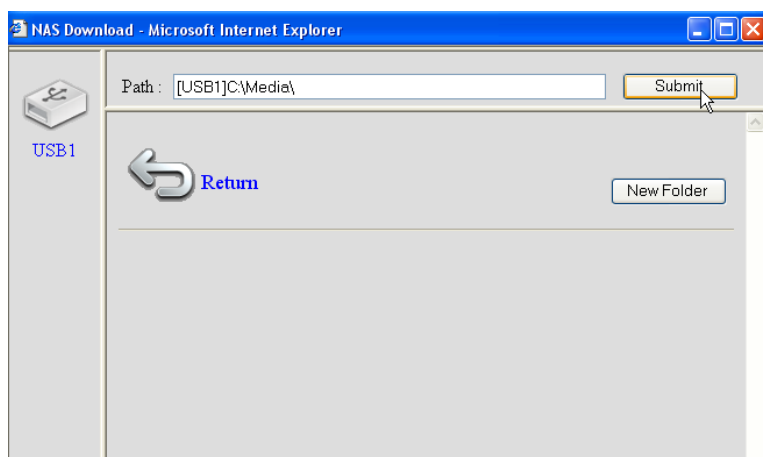 NAS Download - Microsoft Internet Explorer
Path : [USB1]C:\Media\ Submit
USB1
Return
New Folder